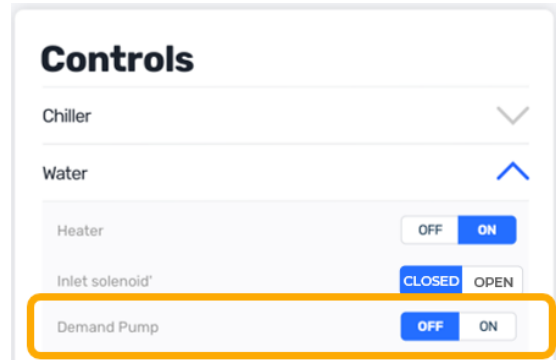 Controls
Chiller
Water
Heater OFF ON
Inlet solenoid' CLOSED OPEN
Demand Pump OFF ON